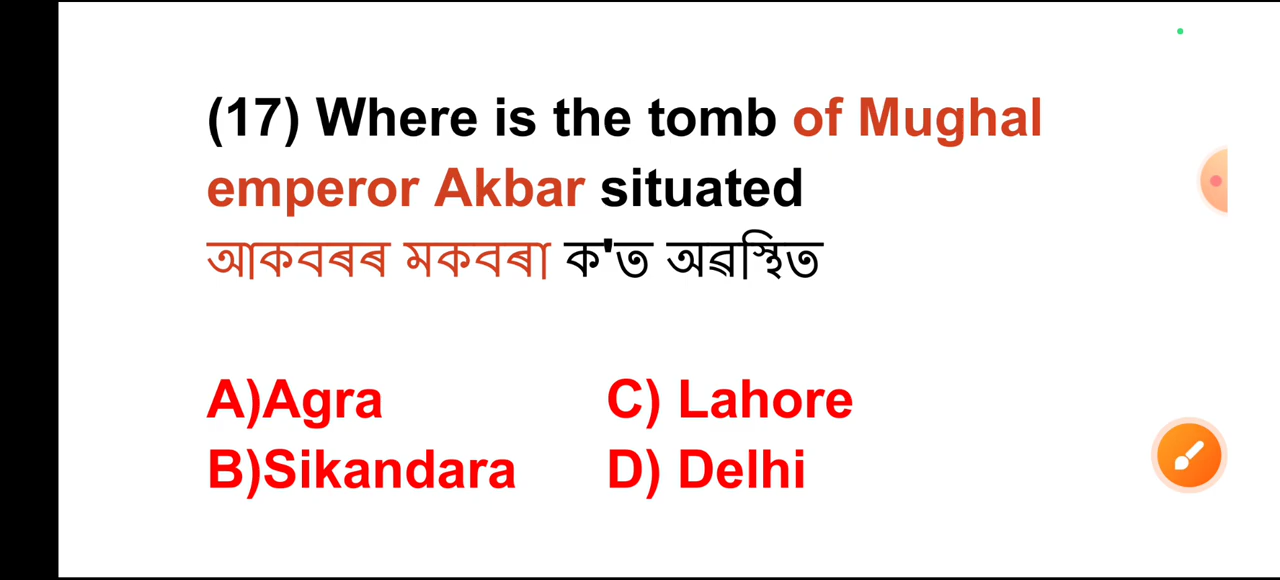 (17) Where is the tomb of Mughal
emperor Akbar situated
আকবৰৰ মকবৰা ক'ত অৱস্থিত
A)Agra C) Lahore
B)Sikandara D) Delhi